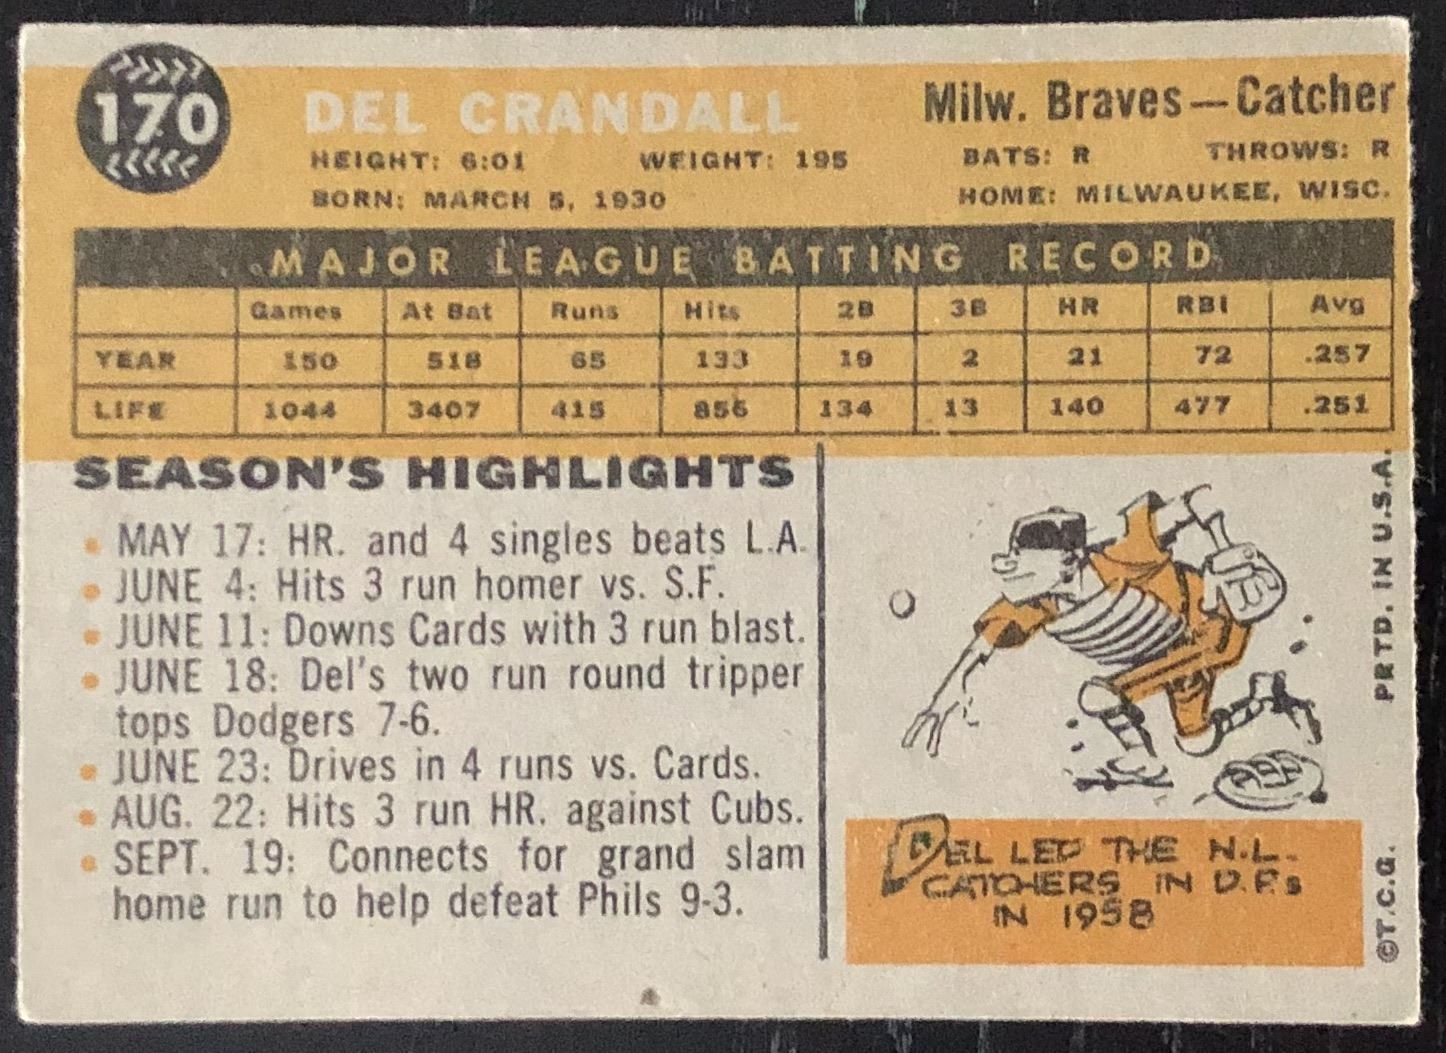 170
DEL CRANDALL
Milw. Braves—Catcher
HEIGHT: 6:01 WEIGHT: 195 BATS: R THROWS: R
BORN: MARCH 5, 1930 HOME: MILWAUKEE, WISC.
MAJOR LEAGUE BATTING RECORD
Games At Bat Runs Hits 2B 3B HR RBI Avg
YEAR 150 518 65 133 19 2 21 72 .257
LIFE 1044 3407 415 856 134 13 140 477 .251
SEASON'S HIGHLIGHTS
• MAY 17: HR. and 4 singles beats L.A.
• JUNE 4: Hits 3 run homer vs. S.F.
• JUNE 11: Downs Cards with 3 run blast.
• JUNE 18: Del's two run round tripper
tops Dodgers 7-6.
• JUNE 23: Drives in 4 runs vs. Cards.
• AUG. 22: Hits 3 run HR. against Cubs.
• SEPT. 19: Connects for grand slam
home run to help defeat Phils 9-3.
DEL LED THE N.L.
CATCHERS IN D.P.s
IN 1958
©T.C.G. PRTD. IN U.S.A.